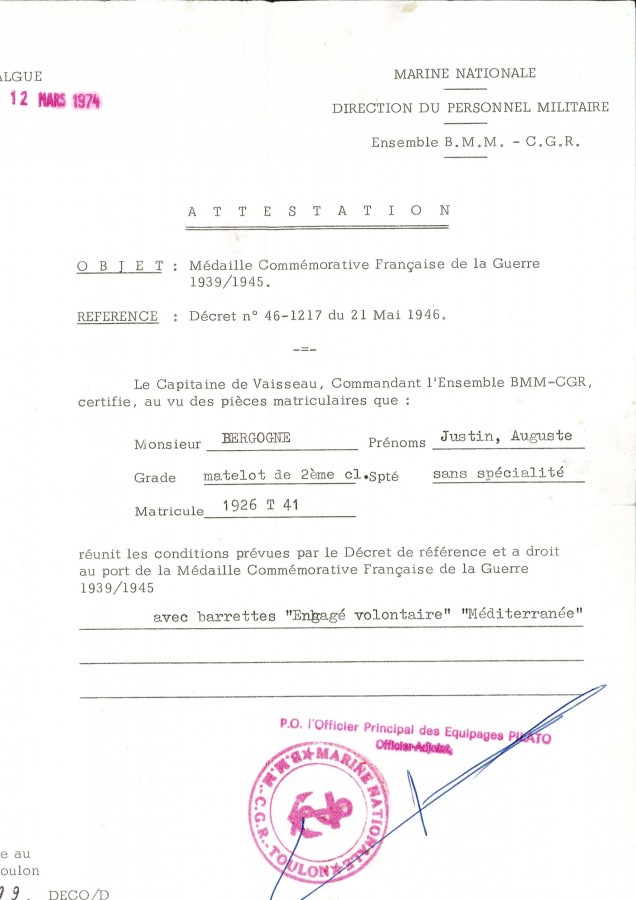 ALGUE
12 MARS 1974
MARINE NATIONALE
DIRECTION DU PERSONNEL MILITAIRE
Ensemble B.M.M. - C.G.R.
A T T E S T A T I O N
O B J E T : Médaille Commémorative Française de la Guerre
1939/1945.
REFERENCE : Décret n° 46-1217 du 21 Mai 1946.
-=-
Le Capitaine de Vaisseau, Commandant l'Ensemble BMM-CGR,
certifie, au vu des pièces matriculaires que :
Monsieur BERGOGNE Prénoms Justin, Auguste
Grade matelot de 2ème cl. Spté sans spécialité
Matricule 1926 T 41
réunit les conditions prévues par le Décret de référence et a droit
au port de la Médaille Commémorative Française de la Guerre
1939/1945
avec barrettes "Engagé volontaire" "Méditerranée"
P.O. l'Officier Principal des Equipages PILATO
Officier-Adjoint,
MARINE NATIONALE
B.M.M.-C.G.R.-TOULON
e au
oulon
99. DECO/D